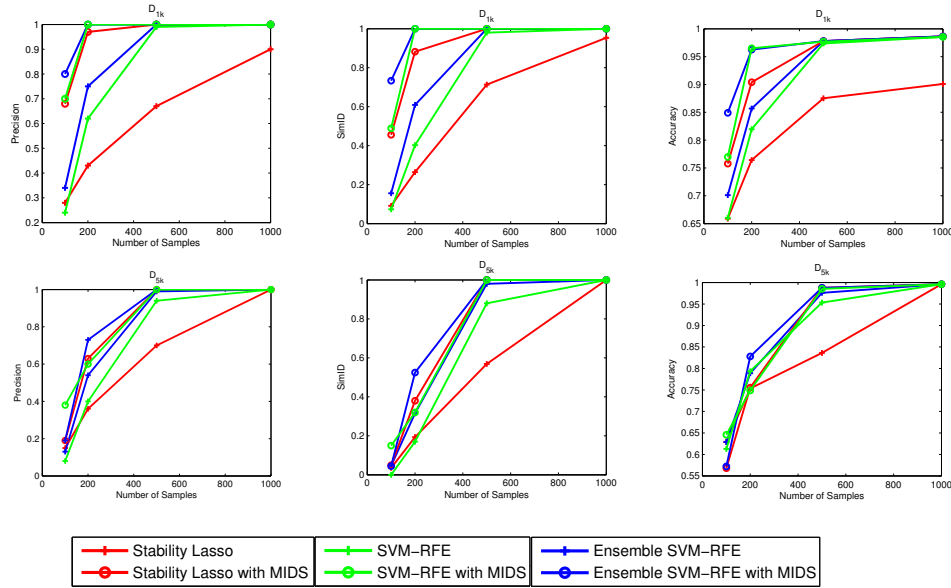 D1k
Precision
1
0.9
0.8
0.7
0.6
0.5
0.4
0.3
0.2
0 200 400 600 800 1000
Number of Samples
D1k
SimID
1
0.8
0.6
0.4
0.2
0
0 200 400 600 800 1000
Number of Samples
D1k
Accuracy
1
0.95
0.9
0.85
0.8
0.75
0.7
0.65
0 200 400 600 800 1000
Number of Samples
D5k
Precision
1
0.8
0.6
0.4
0.2
0
0 200 400 600 800 1000
Number of Samples
D5k
SimID
1
0.8
0.6
0.4
0.2
0
0 200 400 600 800 1000
Number of Samples
D5k
Accuracy
1
0.95
0.9
0.85
0.8
0.75
0.7
0.65
0.6
0.55
0 200 400 600 800 1000
Number of Samples
Stability Lasso
Stability Lasso with MIDS
SVM−RFE
SVM−RFE with MIDS
Ensemble SVM−RFE
Ensemble SVM−RFE with MIDS